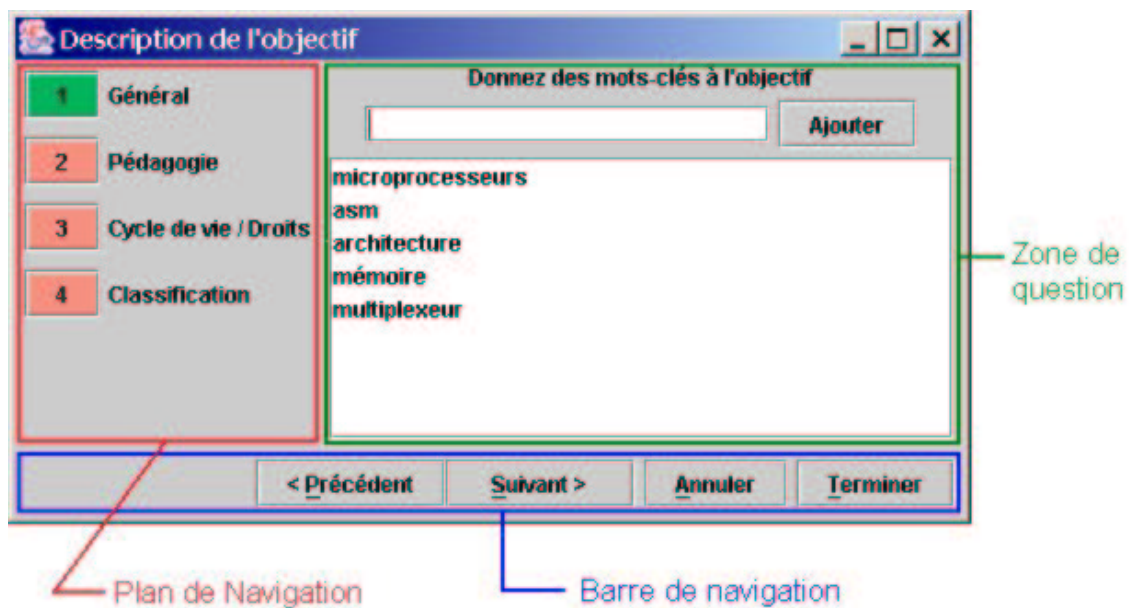 Description de l'objectif
1 Général
2 Pédagogie
3 Cycle de vie / Droits
4 Classification
Donnez des mots-clés à l'objectif
Ajouter
microprocesseurs
asm
architecture
mémoire
multiplexeur
Zone de
question
< Précédent Suivant > Annuler Terminer
Plan de Navigation
Barre de navigation